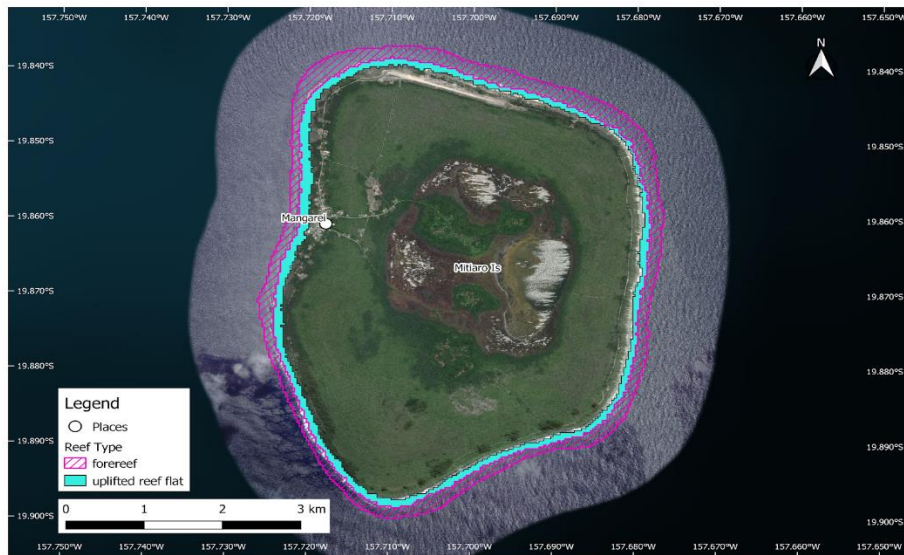 157.750°W 157.740°W 157.730°W 157.720°W 157.710°W 157.700°W 157.690°W 157.680°W 157.670°W 157.660°W 157.650°W
N
19.840°S 19.840°S
19.850°S 19.850°S
19.860°S 19.860°S
Mangarei
Mitiaro Is
19.870°S 19.870°S
19.880°S 19.880°S
19.890°S 19.890°S
19.900°S 19.900°S
Legend
Places
Reef Type
forereef
uplifted reef flat
0 1 2 3 km
157.750°W 157.740°W 157.730°W 157.720°W 157.710°W 157.700°W 157.690°W 157.680°W 157.670°W 157.660°W 157.650°W